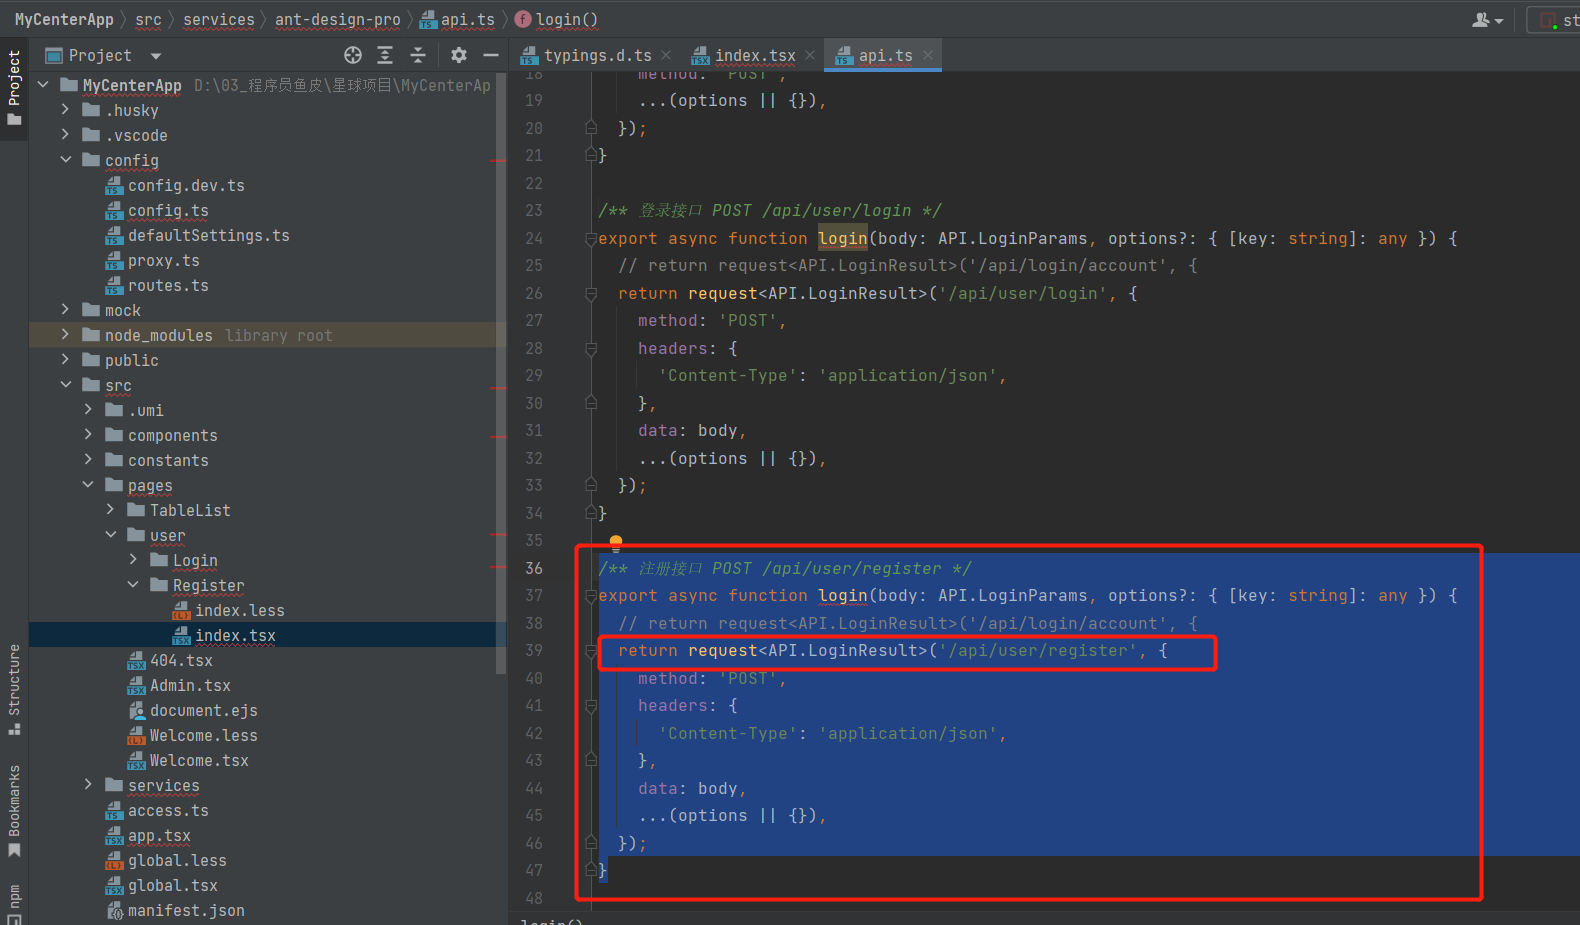 MyCenterApp src services ant-design-pro api.ts login()
st
Project
typings.d.ts
index.tsx
api.ts
Project
Structure
Bookmarks
npm
MyCenterApp D:\03_程序员鱼皮\星球项目\MyCenterAp
.husky
.vscode
config
config.dev.ts
config.ts
defaultSettings.ts
proxy.ts
routes.ts
mock
node_modules library root
public
src
.umi
components
constants
pages
TableList
user
Login
Register
index.less
index.tsx
404.tsx
Admin.tsx
document.ejs
Welcome.less
Welcome.tsx
services
access.ts
app.tsx
global.less
global.tsx
manifest.json
18 method: 'POST',
19 ...(options || {}),
20 });
21 }
22
23 /** 登录接口 POST /api/user/login */
24 export async function login(body: API.LoginParams, options?: { [key: string]: any }) {
25 // return request<API.LoginResult>('/api/login/account', {
26 return request<API.LoginResult>('/api/user/login', {
27 method: 'POST',
28 headers: {
29 'Content-Type': 'application/json',
30 },
31 data: body,
32 ...(options || {}),
33 });
34 }
35
36 /** 注册接口 POST /api/user/register */
37 export async function login(body: API.LoginParams, options?: { [key: string]: any }) {
38 // return request<API.LoginResult>('/api/login/account', {
39 return request<API.LoginResult>('/api/user/register', {
40 method: 'POST',
41 headers: {
42 'Content-Type': 'application/json',
43 },
44 data: body,
45 ...(options || {}),
46 });
47 }
48
login()